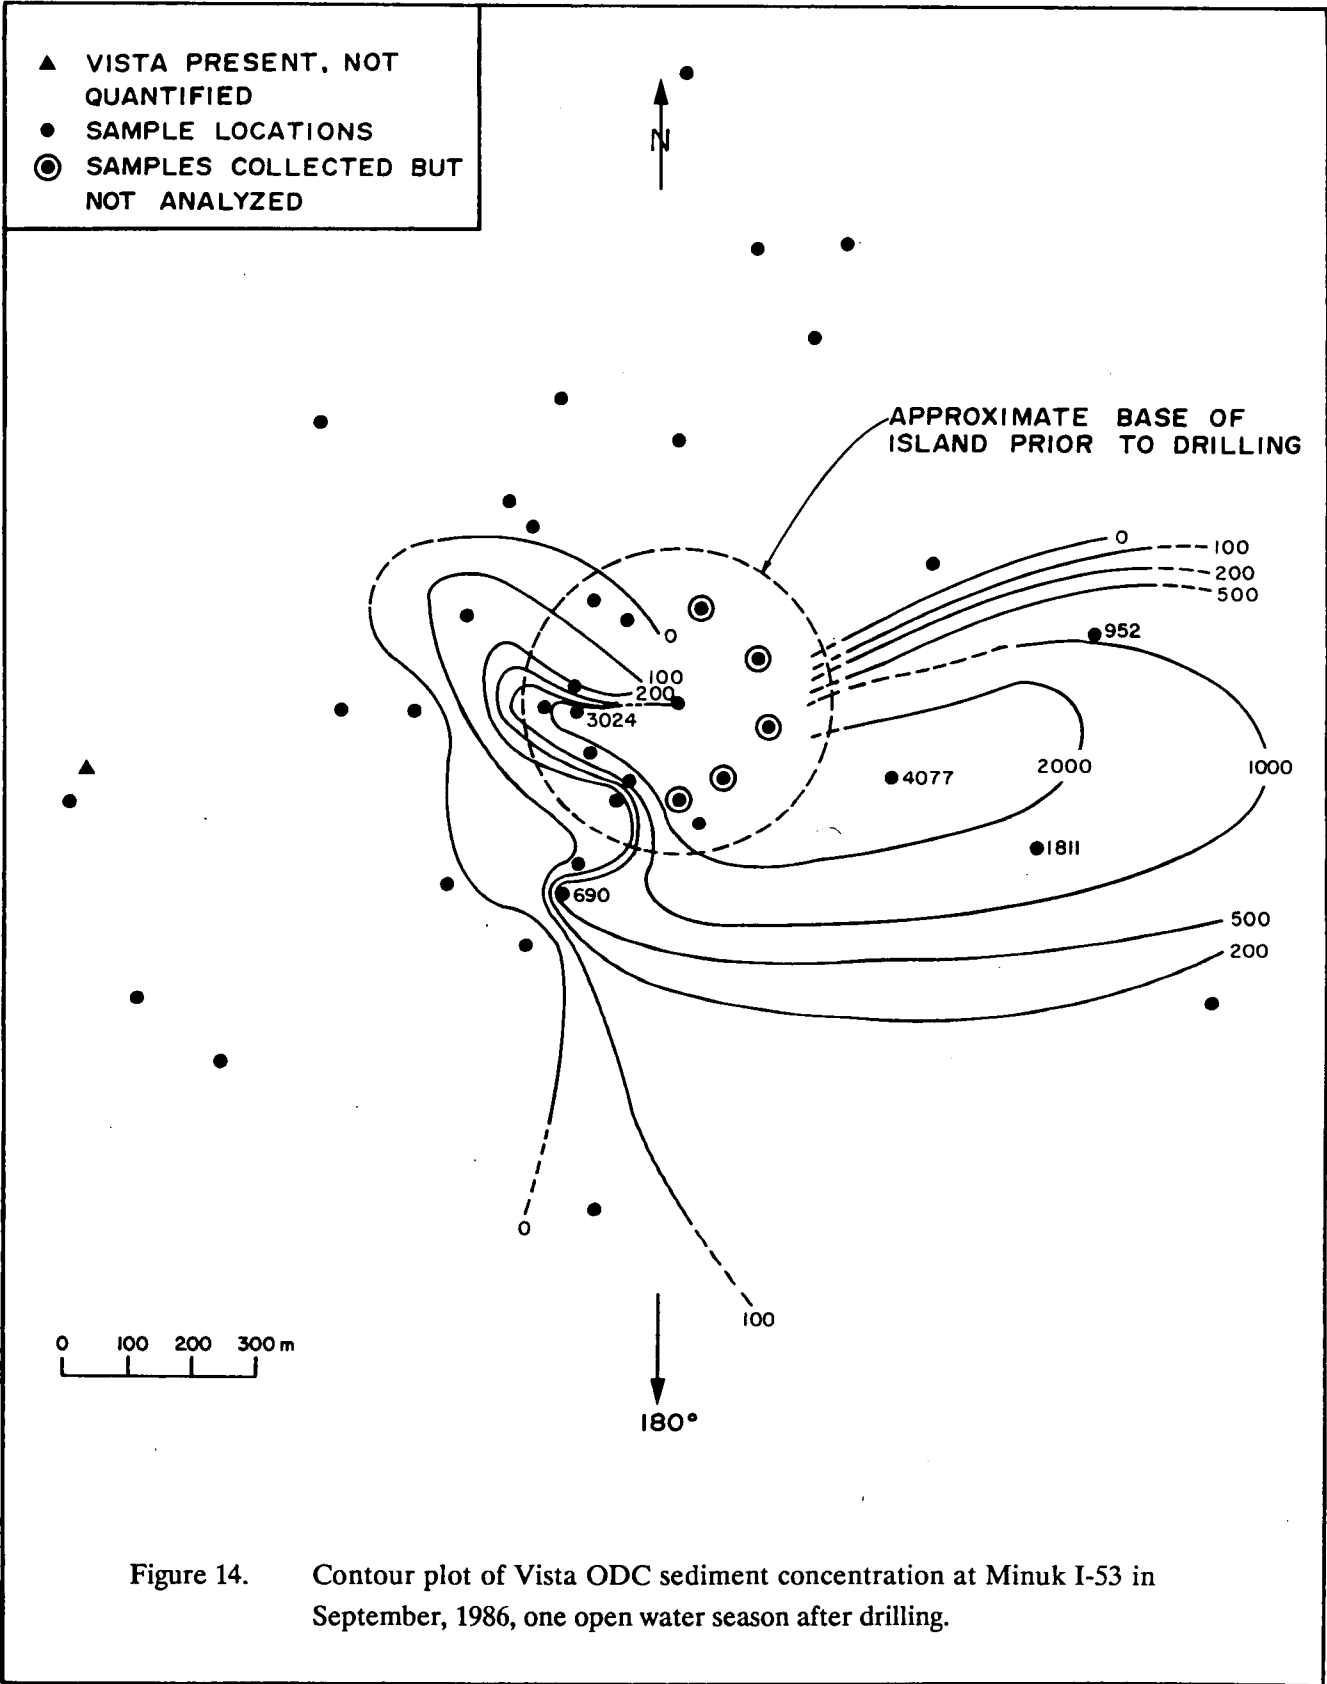 VISTA PRESENT, NOT
QUANTIFIED
SAMPLE LOCATIONS
SAMPLES COLLECTED BUT
NOT ANALYZED
N
APPROXIMATE BASE OF
ISLAND PRIOR TO DRILLING
0
100
200
500
952
0
100
200
3024
4077
2000
1000
1811
690
500
200
0
100
0 100 200 300 m
180°
Figure 14. Contour plot of Vista ODC sediment concentration at Minuk I-53 in
September, 1986, one open water season after drilling.